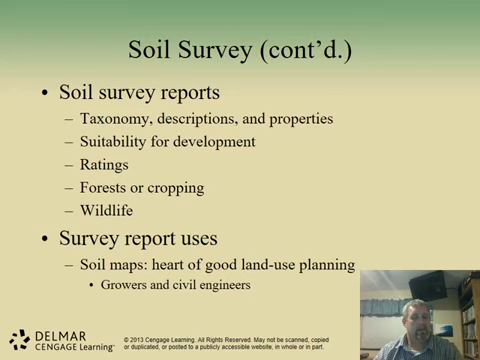 Soil Survey (cont’d.)
• Soil survey reports
– Taxonomy, descriptions, and properties
– Suitability for development
– Ratings
– Forests or cropping
– Wildlife
• Survey report uses
– Soil maps: heart of good land-use planning
• Growers and civil engineers
DELMAR
CENGAGE Learning™
© 2013 Cengage Learning. All Rights Reserved. May not be scanned, copied
or duplicated, or posted to a publicly accessible website, in whole or in part.